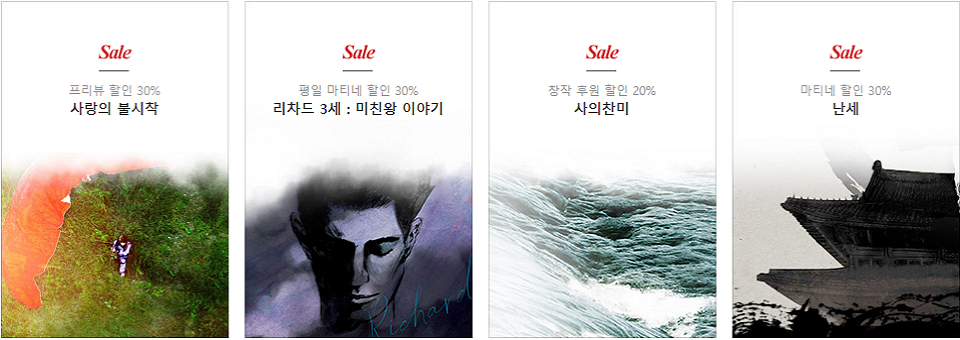 Sale
프리뷰 할인 30%
사랑의 불시착
Sale
평일 마티네 할인 30%
리차드 3세 : 미친왕 이야기
Richard
Sale
창작 후원 할인 20%
사의찬미
Sale
마티네 할인 30%
난세